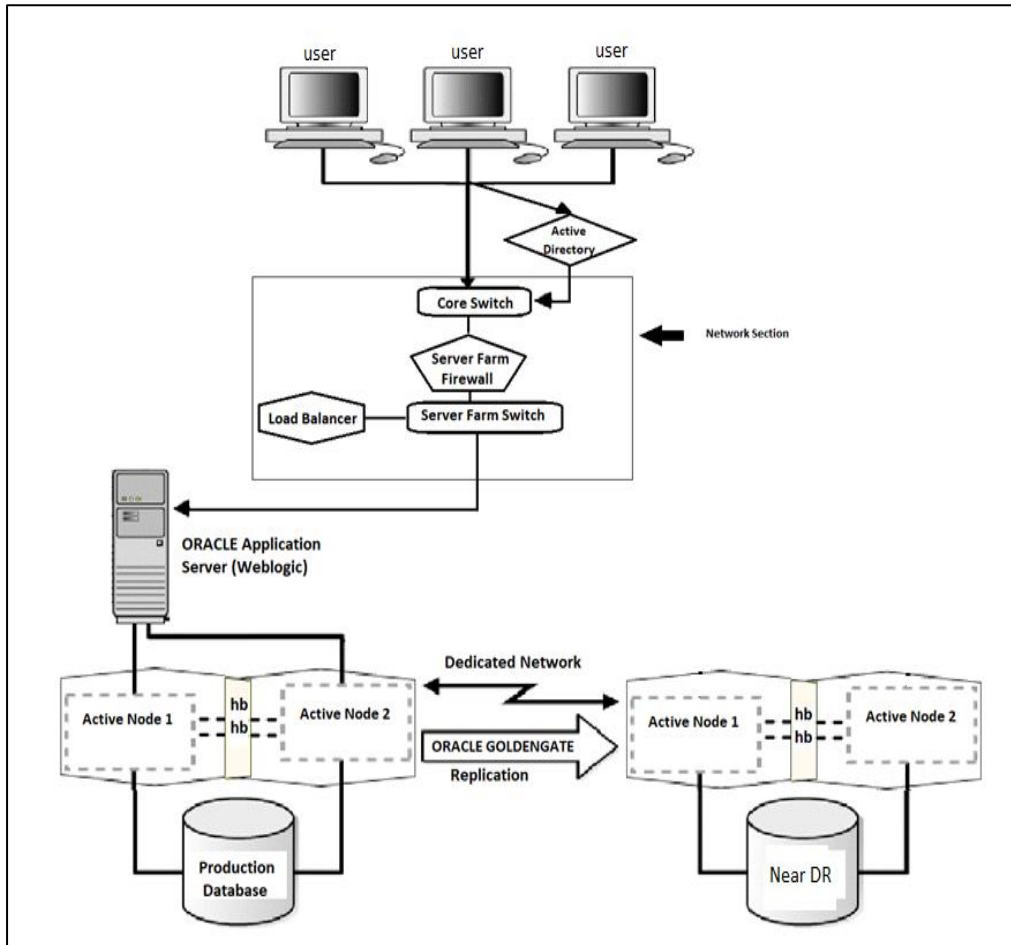 user
user
user
Active
Directory
Core Switch
Network Section
Server Farm
Firewall
Load Balancer
Server Farm Switch
ORACLE Application
Server (Weblogic)
Dedicated Network
Active Node 1
hb
hb
Active Node 2
ORACLE GOLDENGATE
Replication
Active Node 1
hb
hb
Active Node 2
Production
Database
Near DR